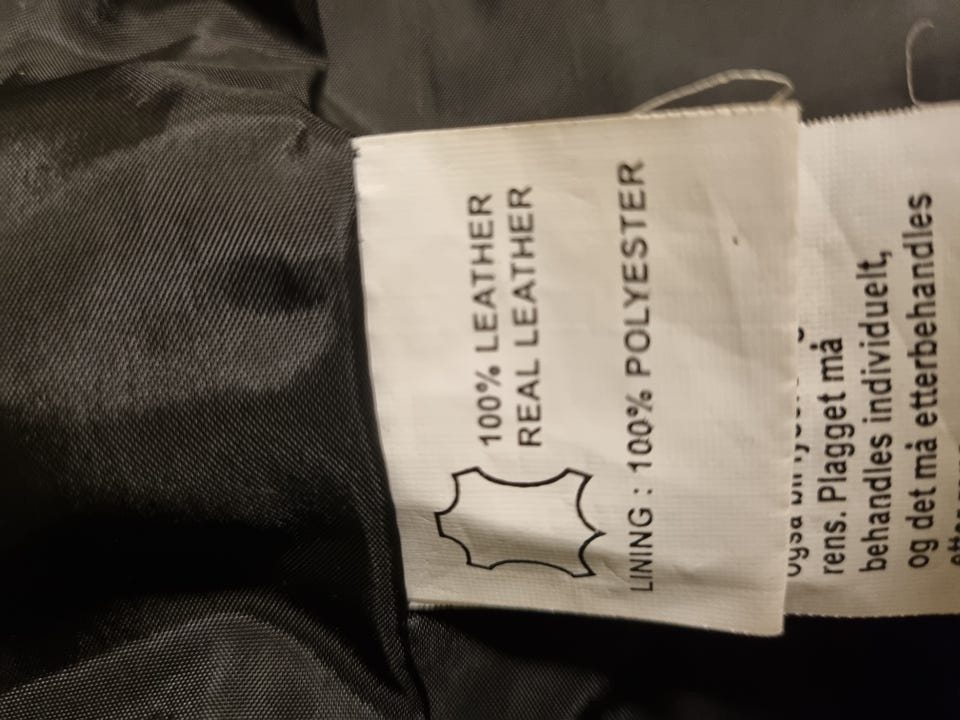 100% LEATHER
REAL LEATHER
LINING : 100% POLYESTER
rens. Plagget må
behandles individuelt,
og det må etterbehandles